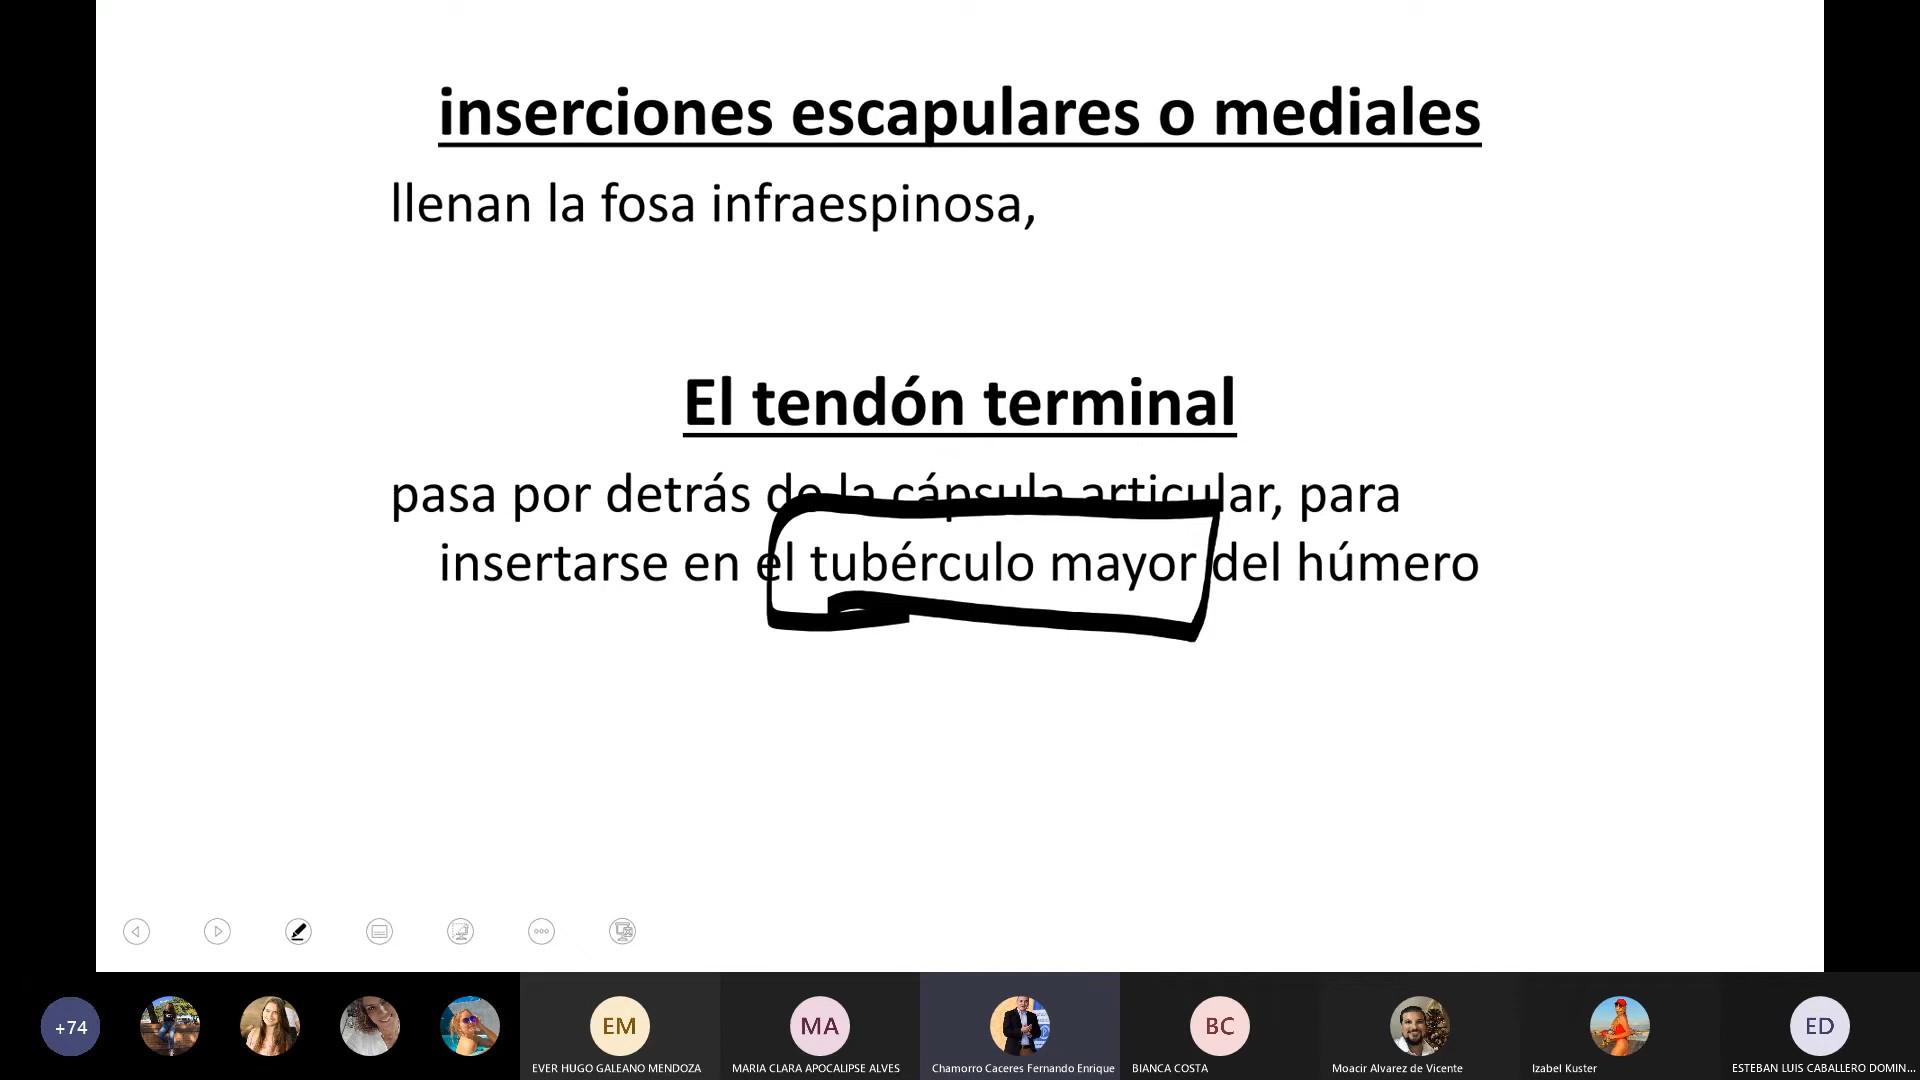 inserciones escapulares o mediales
llenan la fosa infraespinosa,
El tendón terminal
pasa por detrás de la cápsula articular, para
insertarse en el tubérculo mayor del húmero
+74
EM
MA
BC
ED
EVER HUGO GALEANO MENDOZA
MARIA CLARA APOCALIPSE ALVES
Chamorro Caceres Fernando Enrique
BIANCA COSTA
Moacir Alvarez de Vicente
Izabel Kuster
ESTEBAN LUIS CABALLERO DOMIN...